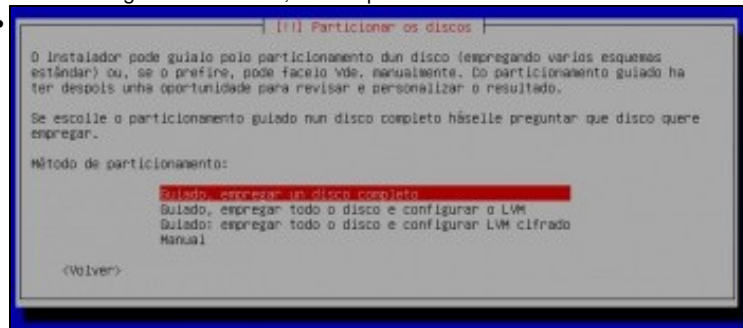 [!!] Particionar os discos
O instalador pode guialo polo particionamento dun disco (empregando varios esquemas
estándar) ou, se o prefire, pode facelo Vde. manualmente. Co particionamento guiado ha
ter despois unha oportunidade para revisar e personalizar o resultado.
Se escolle o particionamento guiado nun disco completo háselle preguntar que disco quere
empregar.
Método de particionamento:
Guiado, empregar un disco completo
Guiado, empregar todo o disco e configurar o LVM
Guiado: empregar todo o disco e configurar LVM cifrado
Manual
<Volver>